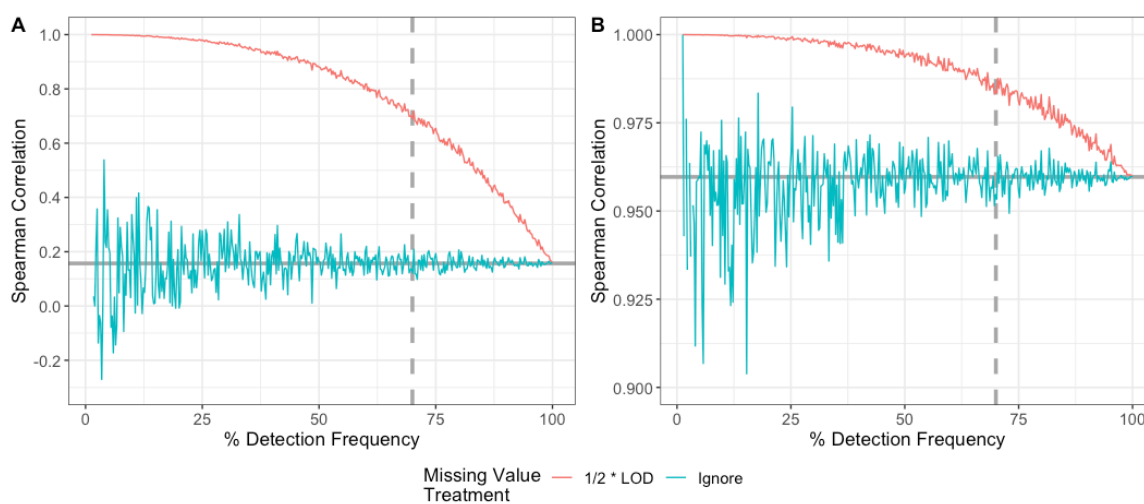 A
B
1.0
0.8
0.6
0.4
0.2
0.0
-0.2
Spearman Correlation
0
25
50
75
100
% Detection Frequency
1.000
0.975
0.950
0.925
0.900
Spearman Correlation
0
25
50
75
100
% Detection Frequency
Missing Value
Treatment
1/2 * LOD
Ignore